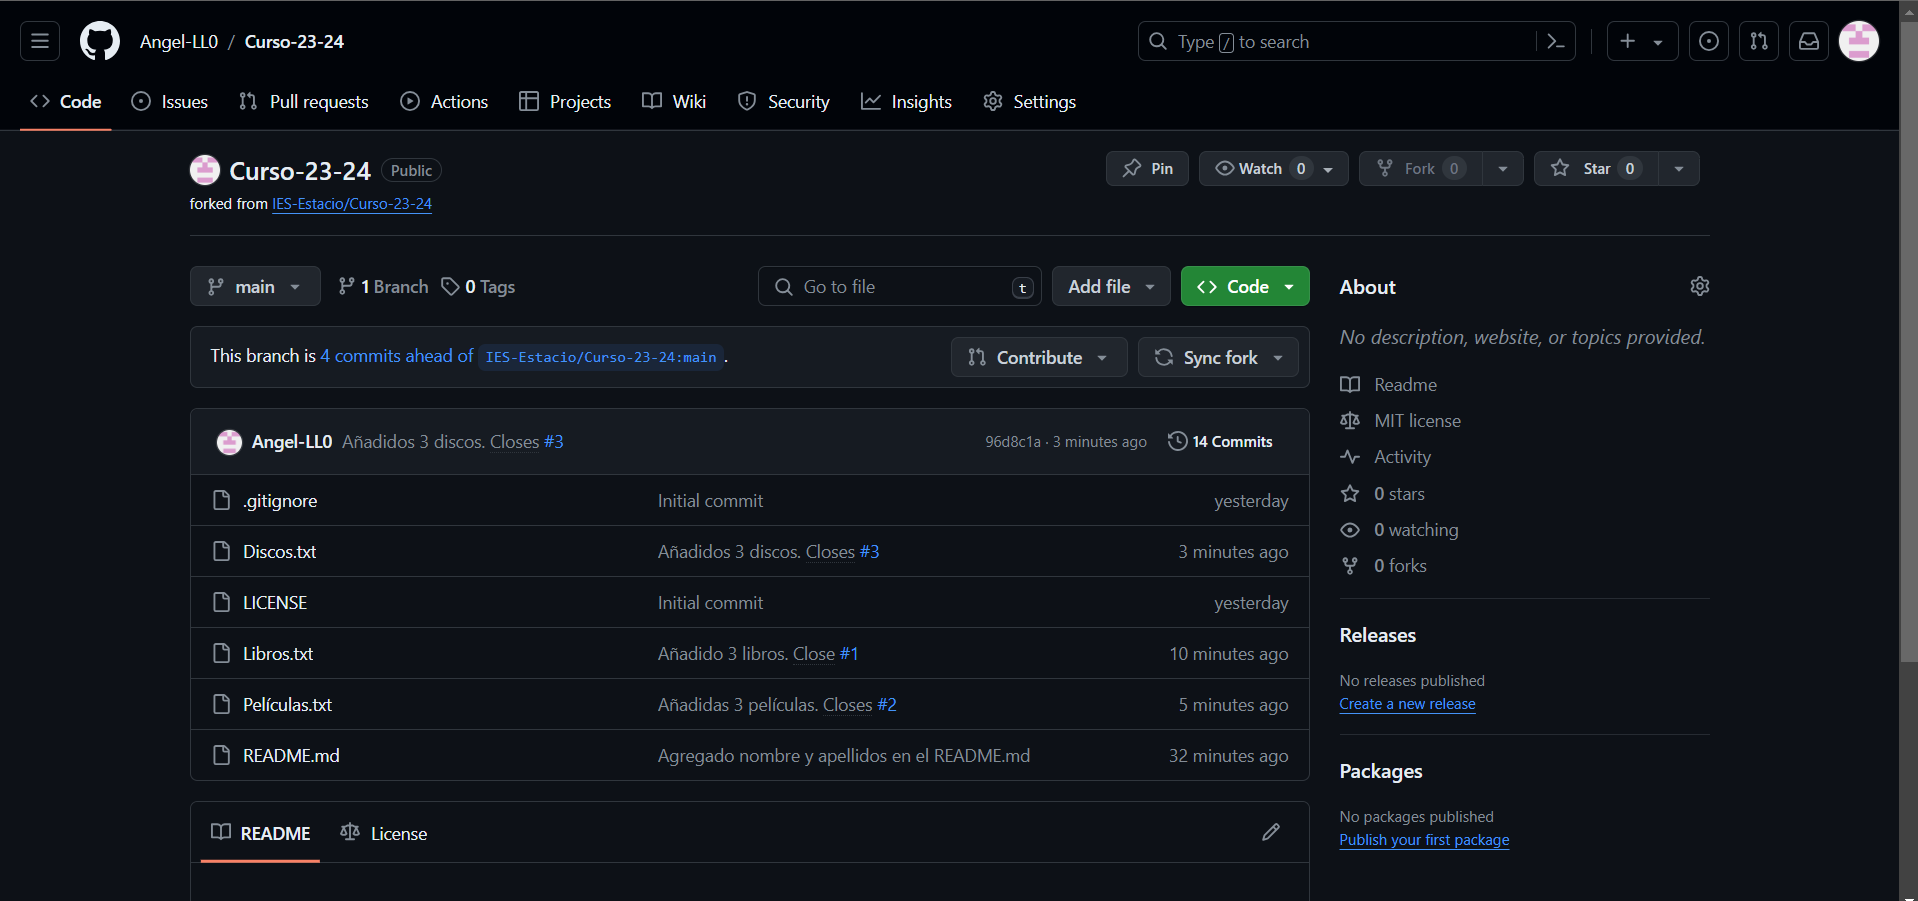 Angel-LL0 / Curso-23-24
Type / to search
Code Issues Pull requests Actions Projects Wiki Security Insights Settings
Curso-23-24 Public
Pin Watch 0 Fork 0 Star 0
forked from IES-Estacio/Curso-23-24
main 1 Branch 0 Tags Go to file t Add file Code
This branch is 4 commits ahead of IES-Estacio/Curso-23-24:main .
Contribute Sync fork
Angel-LL0 Añadidos 3 discos. Closes #3 96d8c1a · 3 minutes ago 14 Commits
.gitignore Initial commit yesterday
Discos.txt Añadidos 3 discos. Closes #3 3 minutes ago
LICENSE Initial commit yesterday
Libros.txt Añadido 3 libros. Close #1 10 minutes ago
Películas.txt Añadidas 3 películas. Closes #2 5 minutes ago
README.md Agregado nombre y apellidos en el README.md 32 minutes ago
README License
About
No description, website, or topics provided.
Readme
MIT license
Activity
0 stars
0 watching
0 forks
Releases
No releases published
Create a new release
Packages
No packages published
Publish your first package